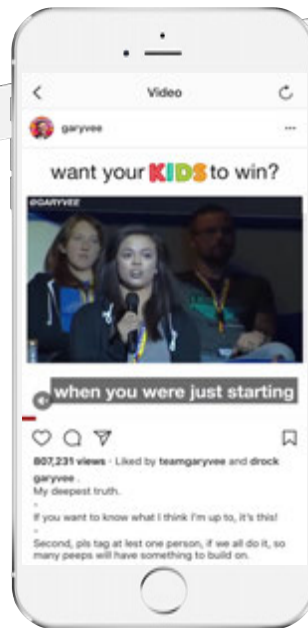 Video
garyvee
want your KIDS to win?
@GARYVEE
when you were just starting
807,231 views · Liked by teamgaryvee and drock
garyvee .
My deepest truth.
-
If you want to know what I think I'm up to, it's this!
-
Second, pls tag at lest one person, if we all do it, so
many peeps will have something to build on.